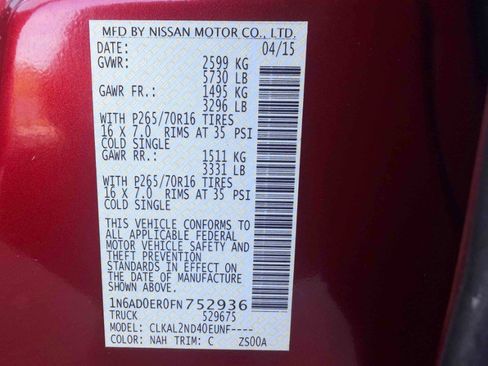 MFD BY NISSAN MOTOR CO., LTD.
DATE: 04/15
GVWR: 2599 KG
5730 LB
GAWR FR.: 1495 KG
3296 LB
WITH P265/70R16 TIRES
16 X 7.0 RIMS AT 35 PSI
COLD SINGLE
GAWR RR.: 1511 KG
3331 LB
WITH P265/70R16 TIRES
16 X 7.0 RIMS AT 35 PSI
COLD SINGLE
THIS VEHICLE CONFORMS TO
ALL APPLICABLE FEDERAL
MOTOR VEHICLE SAFETY AND
THEFT PREVENTION
STANDARDS IN EFFECT ON
THE DATE OF MANUFACTURE
SHOWN ABOVE.
1N6AD0ER0FN752936
TRUCK 529675
MODEL: CLKAL2ND40EUNF----
COLOR: NAH TRIM: C ZS00A